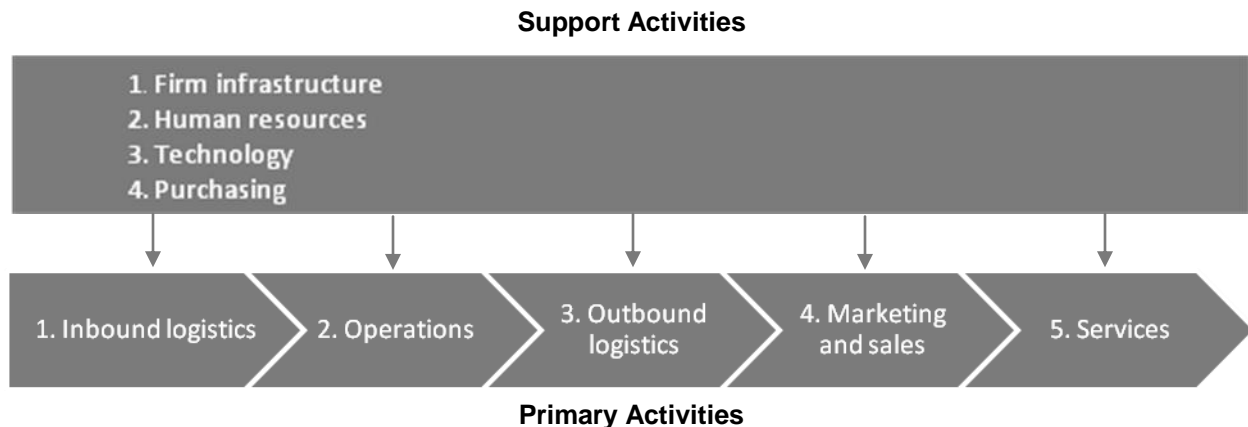 Support Activities
1. Firm infrastructure
2. Human resources
3. Technology
4. Purchasing
1. Inbound logistics
2. Operations
3. Outbound
logistics
4. Marketing
and sales
5. Services
Primary Activities